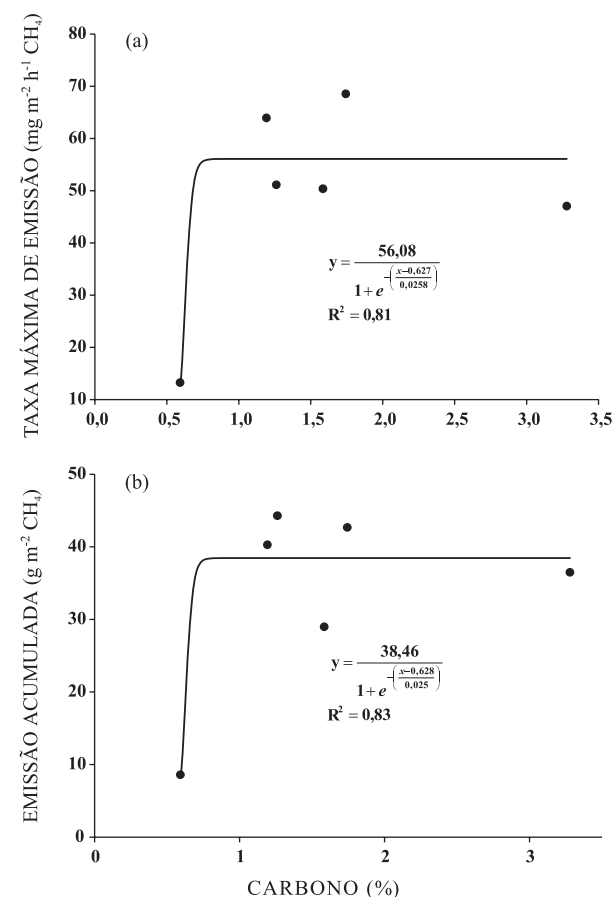 (a)
TAXA MÁXIMA DE EMISSÃO (mg m⁻² h⁻¹ CH₄)
80
70
60
50
40
30
20
10
0,0 0,5 1,0 1,5 2,0 2,5 3,0 3,5
y = 56,08 / 1 + e^-((x–0,627)/0,0258)
R² = 0,81
(b)
EMISSÃO ACUMULADA (g m⁻² CH₄)
50
40
30
20
10
0
0 1 2 3
y = 38,46 / 1 + e^-((x–0,628)/0,025)
R² = 0,83
CARBONO (%)